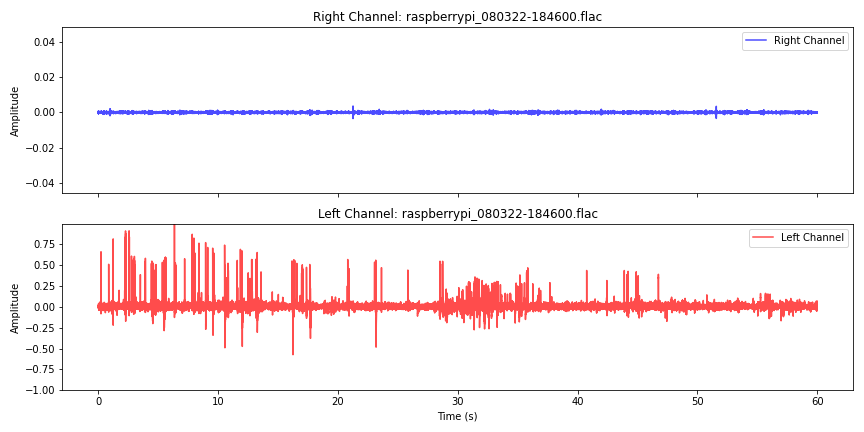 Right Channel: raspberrypi_080322-184600.flac
Right Channel
Amplitude
0.04
0.02
0.00
−0.02
−0.04
Left Channel: raspberrypi_080322-184600.flac
Left Channel
Amplitude
0.75
0.50
0.25
0.00
−0.25
−0.50
−0.75
−1.00
0 10 20 30 40 50 60
Time (s)